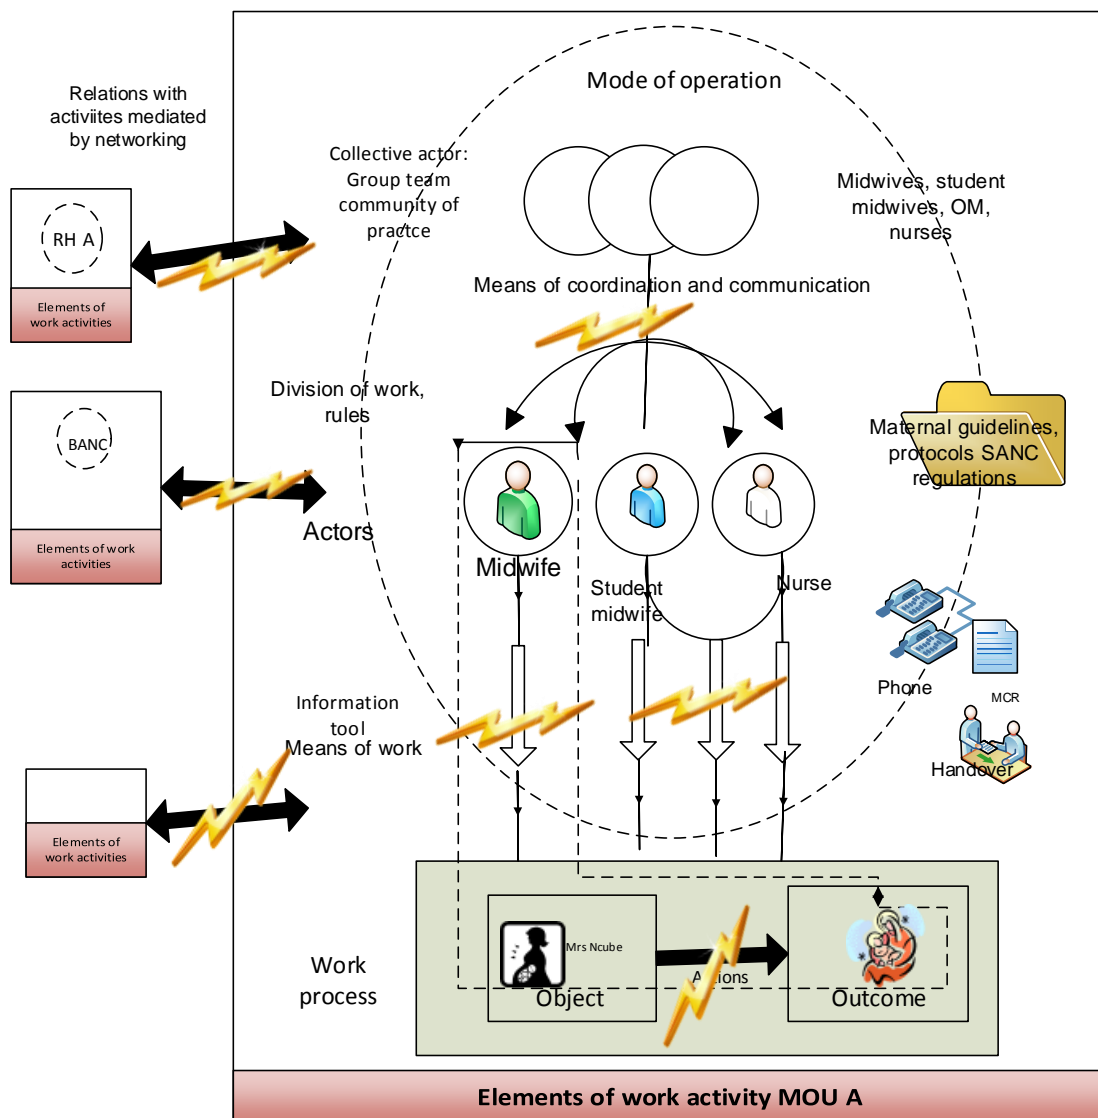 Mode of operation
Relations with
activiites mediated
by networking
Collective actor:
Group team
community of
practce
Midwives, student
midwives, OM,
nurses
RH A
Means of coordination and communication
Elements of
work activities
Division of work,
rules
Maternal guidelines,
protocols SANC
regulations
BANC
Actors
Elements of work
activities
Midwife
Student
midwife
Nurse
Phone
MCR
Information
tool
Means of work
Handover
Elements of
work activities
Mrs Ncube
Work
process
Actions
Object
Outcome
Elements of work activity MOU A